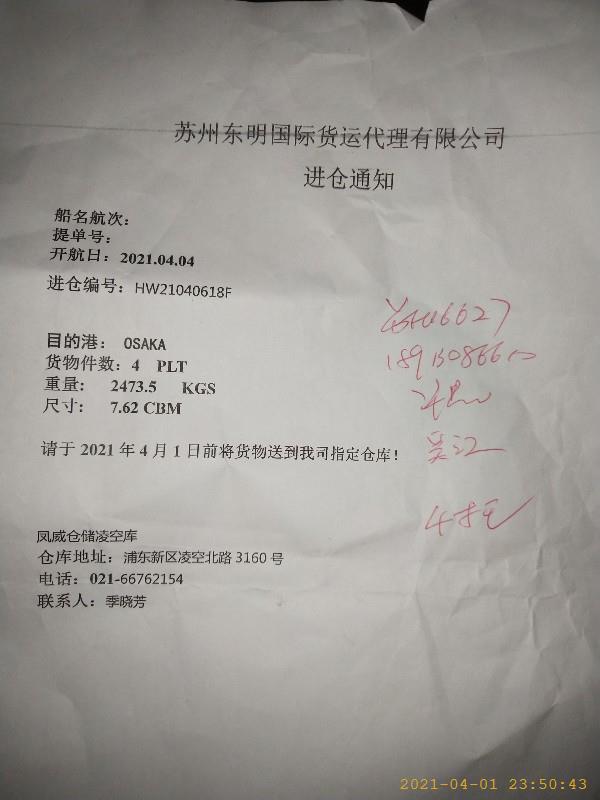 苏州东明国际货运代理有限公司
进仓通知
船名航次：
提单号：
开航日：2021.04.04
进仓编号：HW21040618F
目的港： OSAKA
货物件数：4 PLT
重量： 2473.5 KGS
尺寸： 7.62 CBM
请于 2021 年 4 月 1 日前将货物送到我司指定仓库！
6627
吴江
4托
凤威仓储凌空库
仓库地址：浦东新区凌空北路 3160 号
电话：021-66762154
联系人：季晓芳
2021-04-01 23:50:43